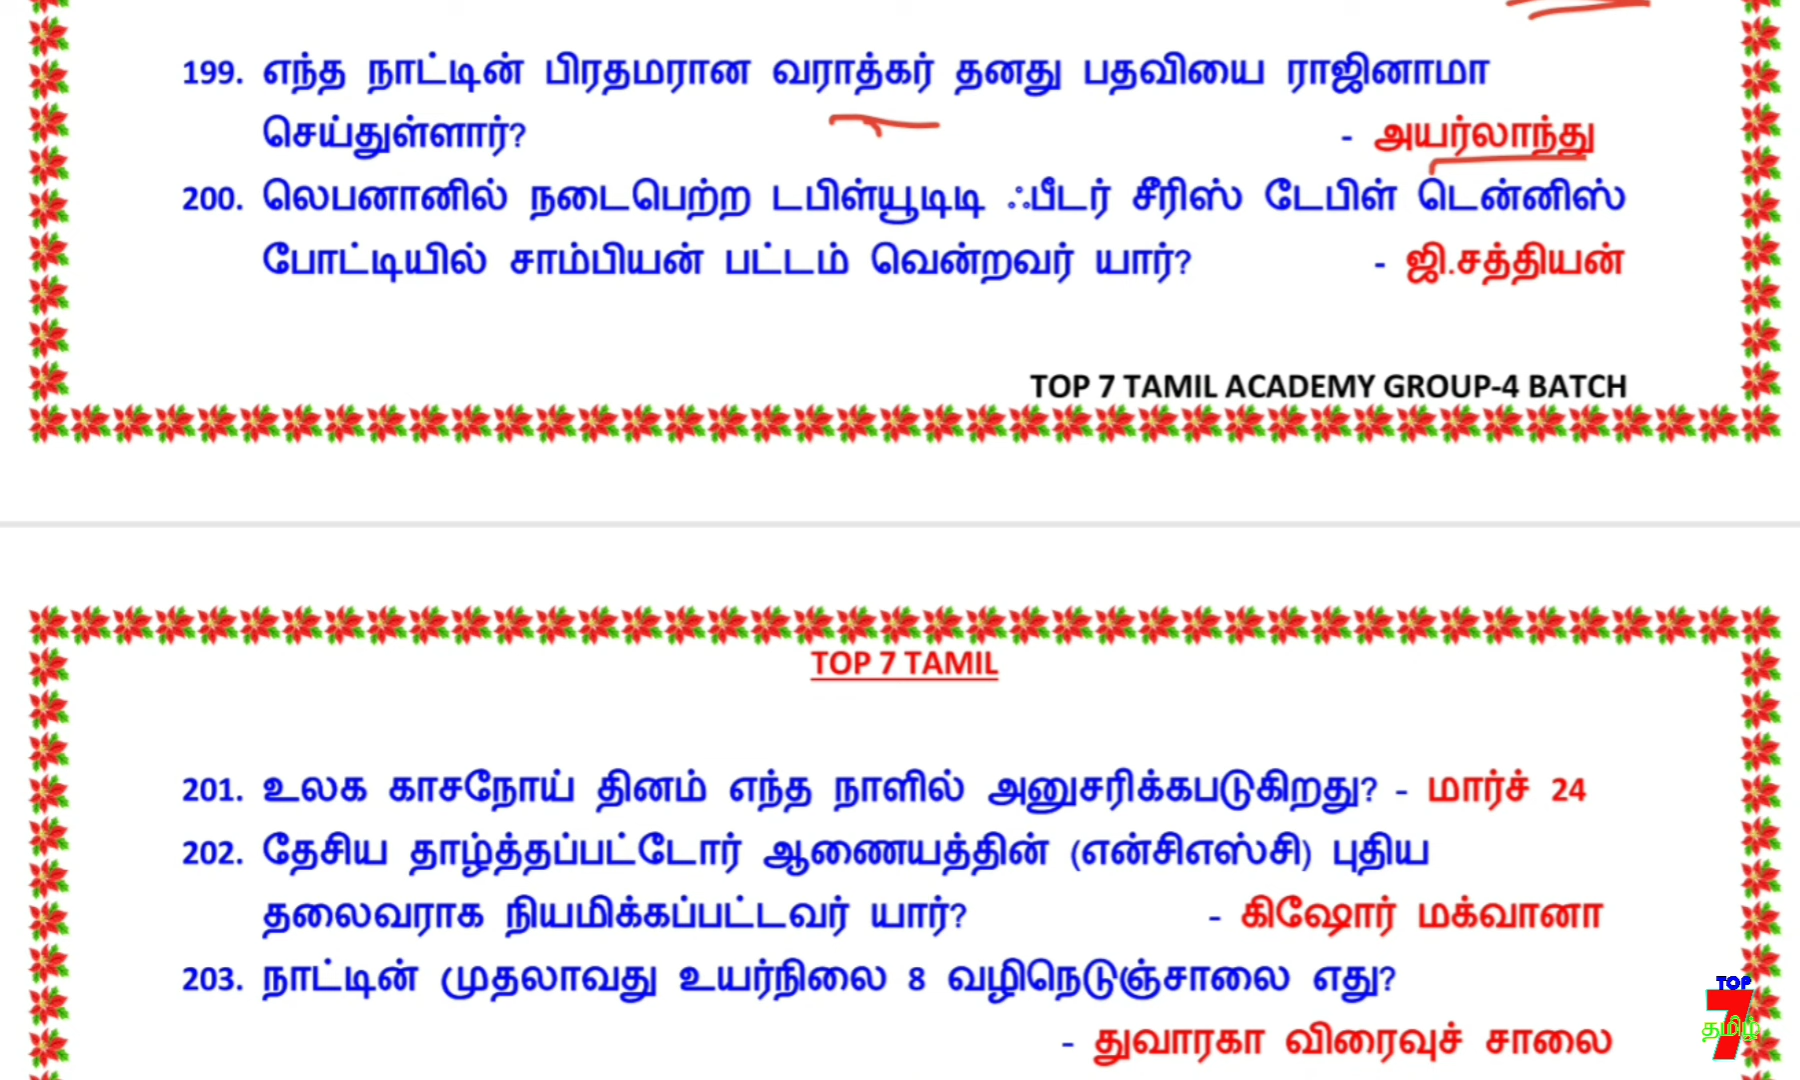 199. எந்த நாட்டின் பிரதமரான வராத்கர் தனது பதவியை ராஜினாமா
செய்துள்ளார்? - அயர்லாந்து
200. லெபனானில் நடைபெற்ற டபிள்யூடிடி ஃபீடர் சீரிஸ் டேபிள் டென்னிஸ்
போட்டியில் சாம்பியன் பட்டம் வென்றவர் யார்? - ஜி.சத்தியன்
TOP 7 TAMIL ACADEMY GROUP-4 BATCH
TOP 7 TAMIL
201. உலக காசநோய் தினம் எந்த நாளில் அனுசரிக்கபடுகிறது? - மார்ச் 24
202. தேசிய தாழ்த்தப்பட்டோர் ஆணையத்தின் (என்சிஎஸ்சி) புதிய
தலைவராக நியமிக்கப்பட்டவர் யார்? - கிஷோர் மக்வானா
203. நாட்டின் முதலாவது உயர்நிலை 8 வழிநெடுஞ்சாலை எது?
- துவாரகா விரைவுச் சாலை
TOP
7
தமிழ்